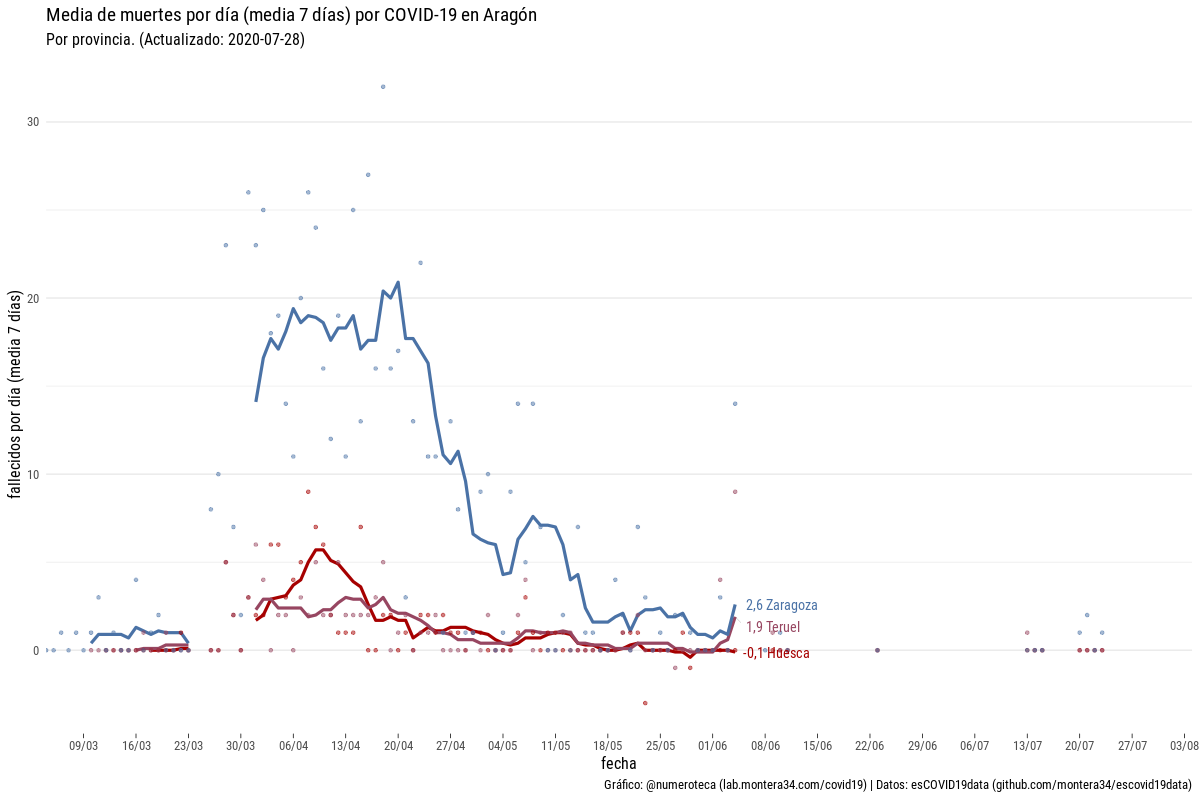 Media de muertes por día (media 7 días) por COVID-19 en Aragón
Por provincia. (Actualizado: 2020-07-28)
fallecidos por día (media 7 días)
30
20
10
0
2,6 Zaragoza
1,9 Teruel
-0,1 Huesca
09/03 16/03 23/03 30/03 06/04 13/04 20/04 27/04 04/05 11/05 18/05 25/05 01/06 08/06 15/06 22/06 29/06 06/07 13/07 20/07 27/07 03/08
fecha
Gráfico: @numeroteca (lab.montera34.com/covid19) | Datos: esCOVID19data (github.com/montera34/escovid19data)